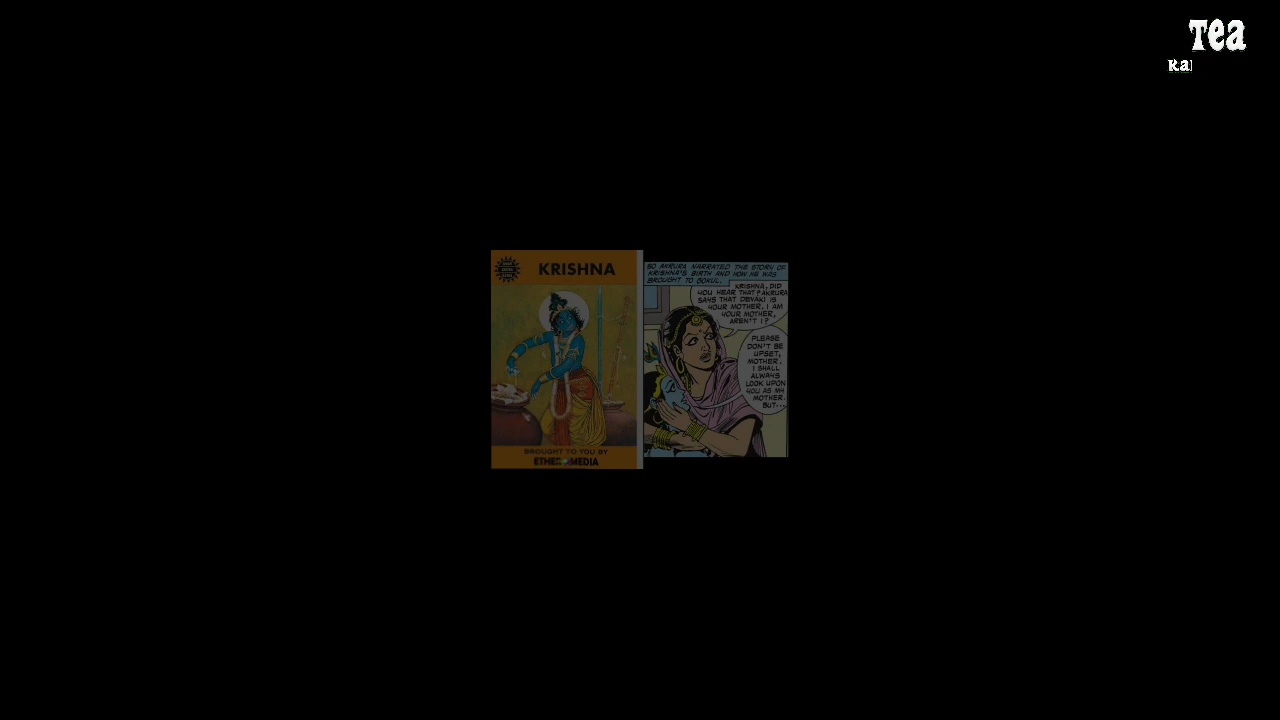 Tea
Ra
KRISHNA
BROUGHT TO YOU BY
MEDIA
SO AKRURA NARRATED THE STORY OF
KRISHNA'S BIRTH AND HOW HE WAS
BROUGHT TO GOKUL.
KRISHNA, DID
YOU HEAR THAT? AKRURA
SAYS THAT DEVAKI IS
YOUR MOTHER. I AM
YOUR MOTHER,
AREN'T I?
PLEASE
DON'T BE
UPSET,
MOTHER.
I SHALL
ALWAYS
LOOK UPON
YOU AS MY
MOTHER.
BUT...